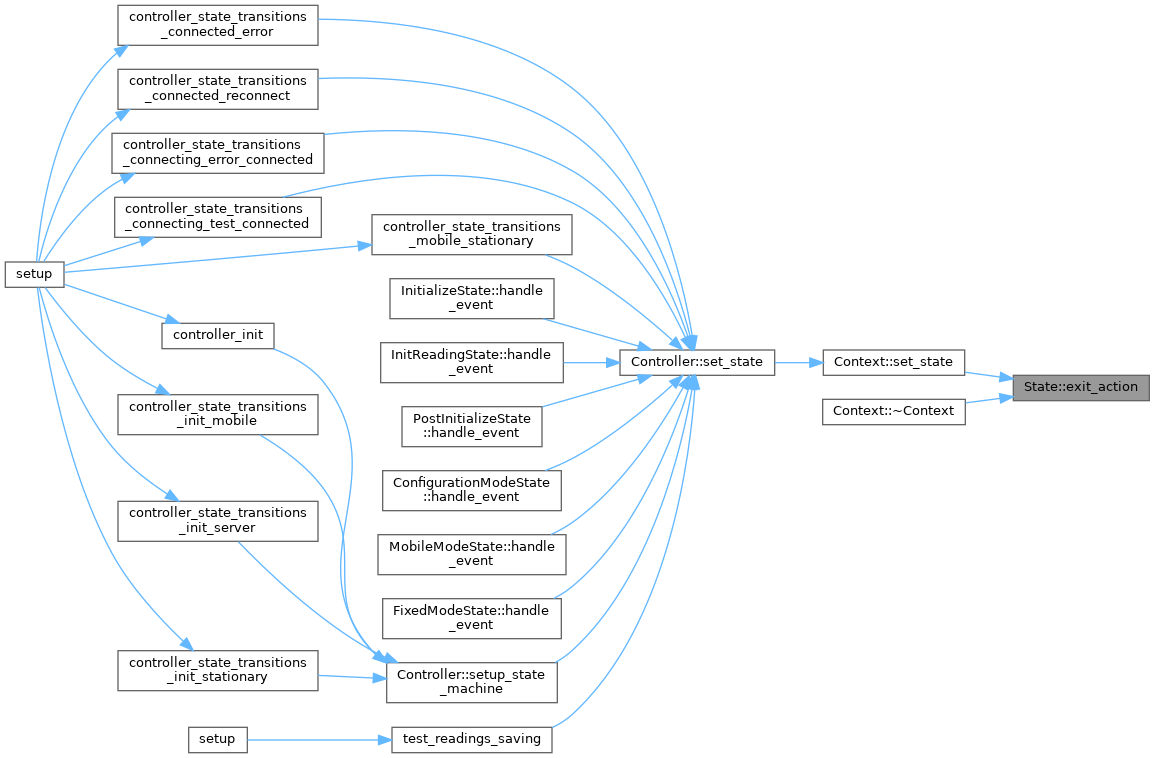 controller_state_transitions
_connected_error
controller_state_transitions
_connected_reconnect
controller_state_transitions
_connecting_error_connected
controller_state_transitions
_connecting_test_connected
controller_state_transitions
_mobile_stationary
setup
InitializeState::handle
_event
controller_init
InitReadingState::handle
_event
Controller::set_state
Context::set_state
State::exit_action
Context::~Context
controller_state_transitions
_init_mobile
PostInitializeState
::handle_event
ConfigurationModeState
::handle_event
controller_state_transitions
_init_server
MobileModeState::handle
_event
FixedModeState::handle
_event
controller_state_transitions
_init_stationary
Controller::setup_state
_machine
setup
test_readings_saving